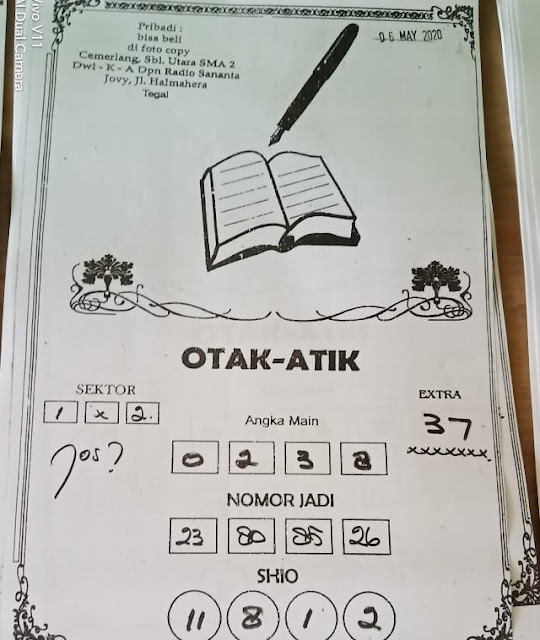 Vivo V11
AI Dual Camera
Pribadi :
bisa beli
di foto copy
Cemerlang, Sbl. Utara SMA 2
Dwi - K - A Dpn Radio Sananta
Jovy, Jl. Halmahera
Tegal
06 MAY 2020
OTAK-ATIK
SEKTOR
1 x 2.
Jos?
EXTRA
37
xxxxxxx
Angka Main
0 2 3 8
NOMOR JADI
23 80 85 26
SHIO
11 8 1 2